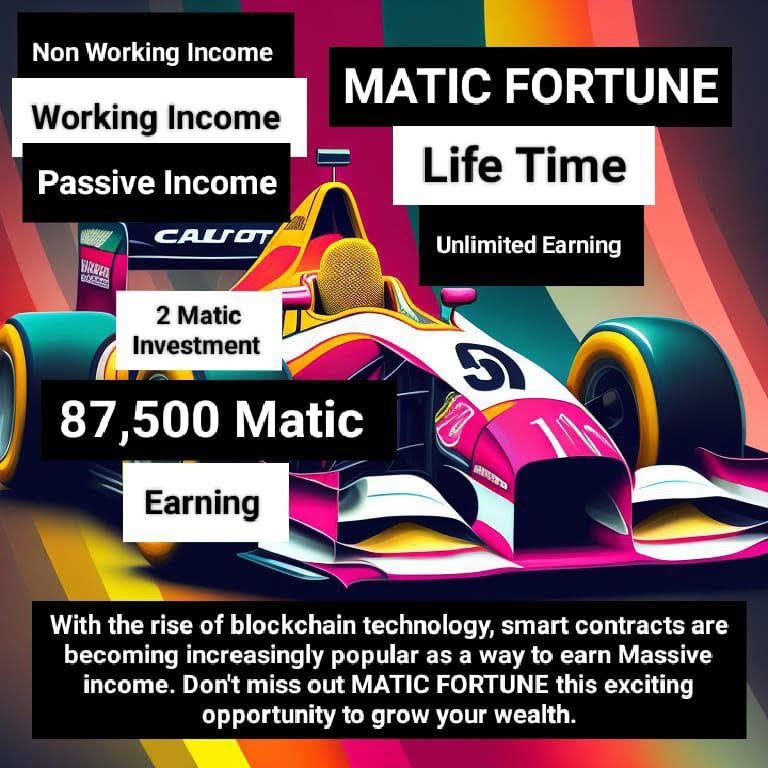 Non Working Income
Working Income
Passive Income
MATIC FORTUNE
Life Time
Unlimited Earning
2 Matic
Investment
87,500 Matic
Earning
With the rise of blockchain technology, smart contracts are
becoming increasingly popular as a way to earn Massive
income. Don't miss out MATIC FORTUNE this exciting
opportunity to grow your wealth.